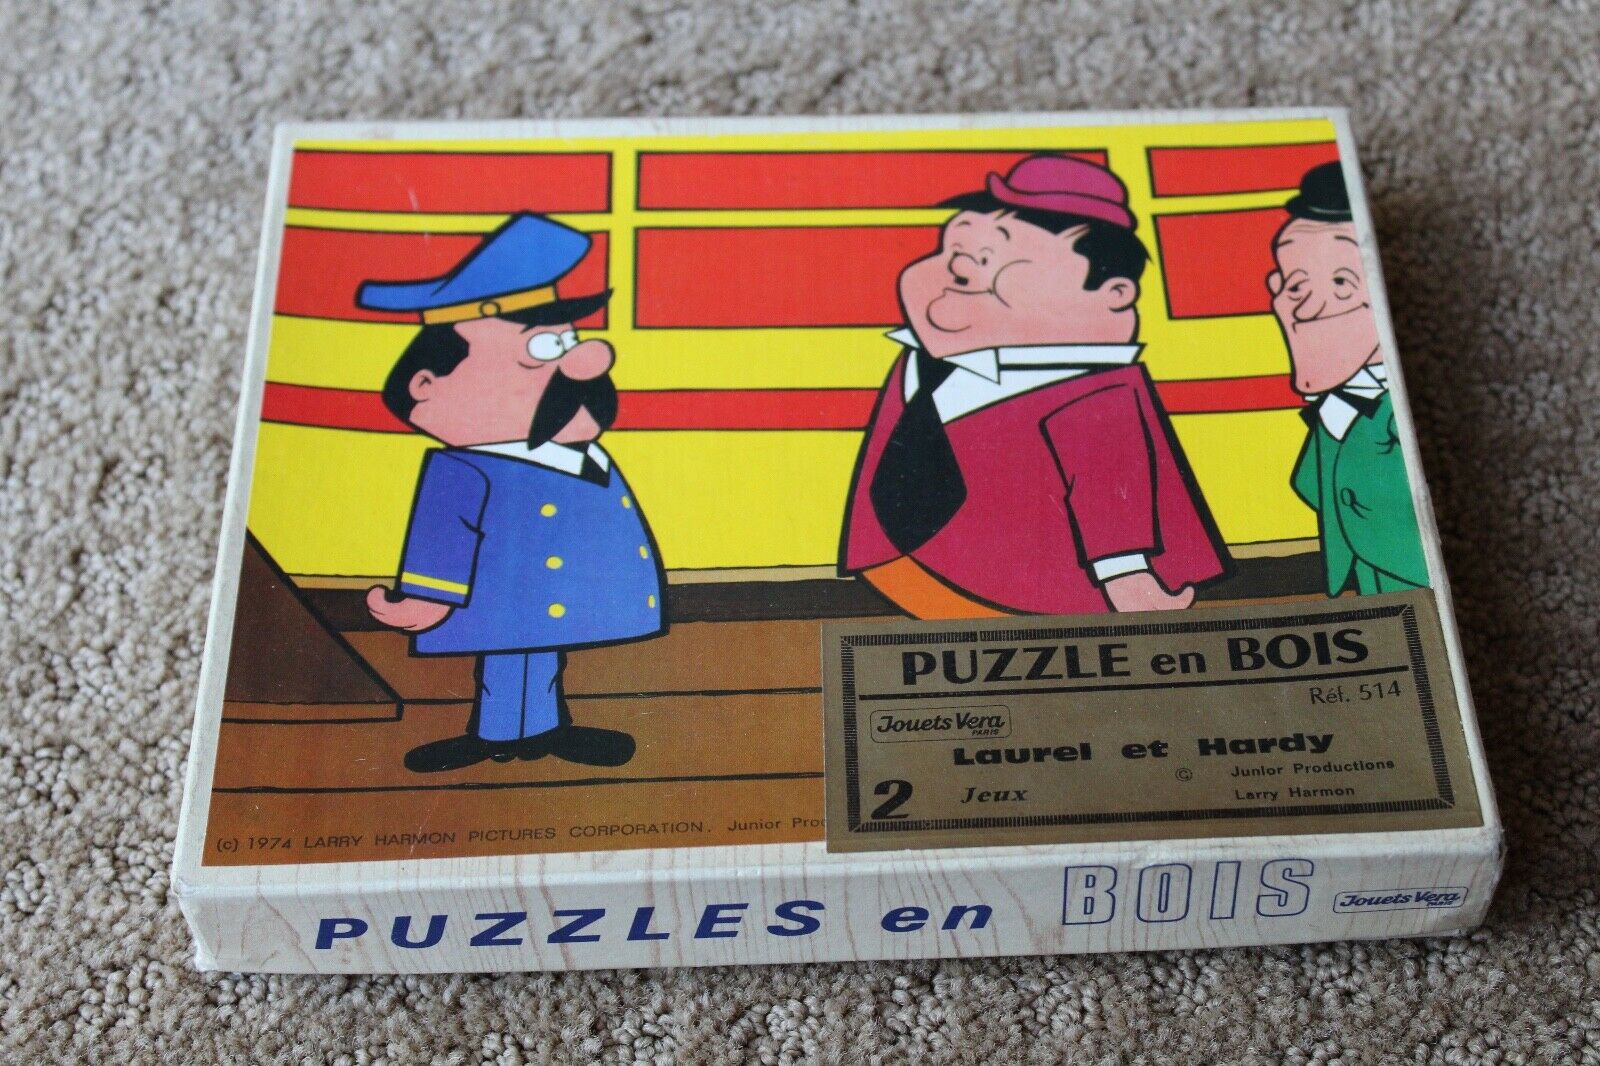 PUZZLE en BOIS
Réf. 514
Jouets Vera
PARIS
Laurel et Hardy
© Junior Productions
2 Jeux Larry Harmon
(c) 1974 LARRY HARMON PICTURES CORPORATION. Junior
PUZZLES en BOIS Jouets Vera
PARIS